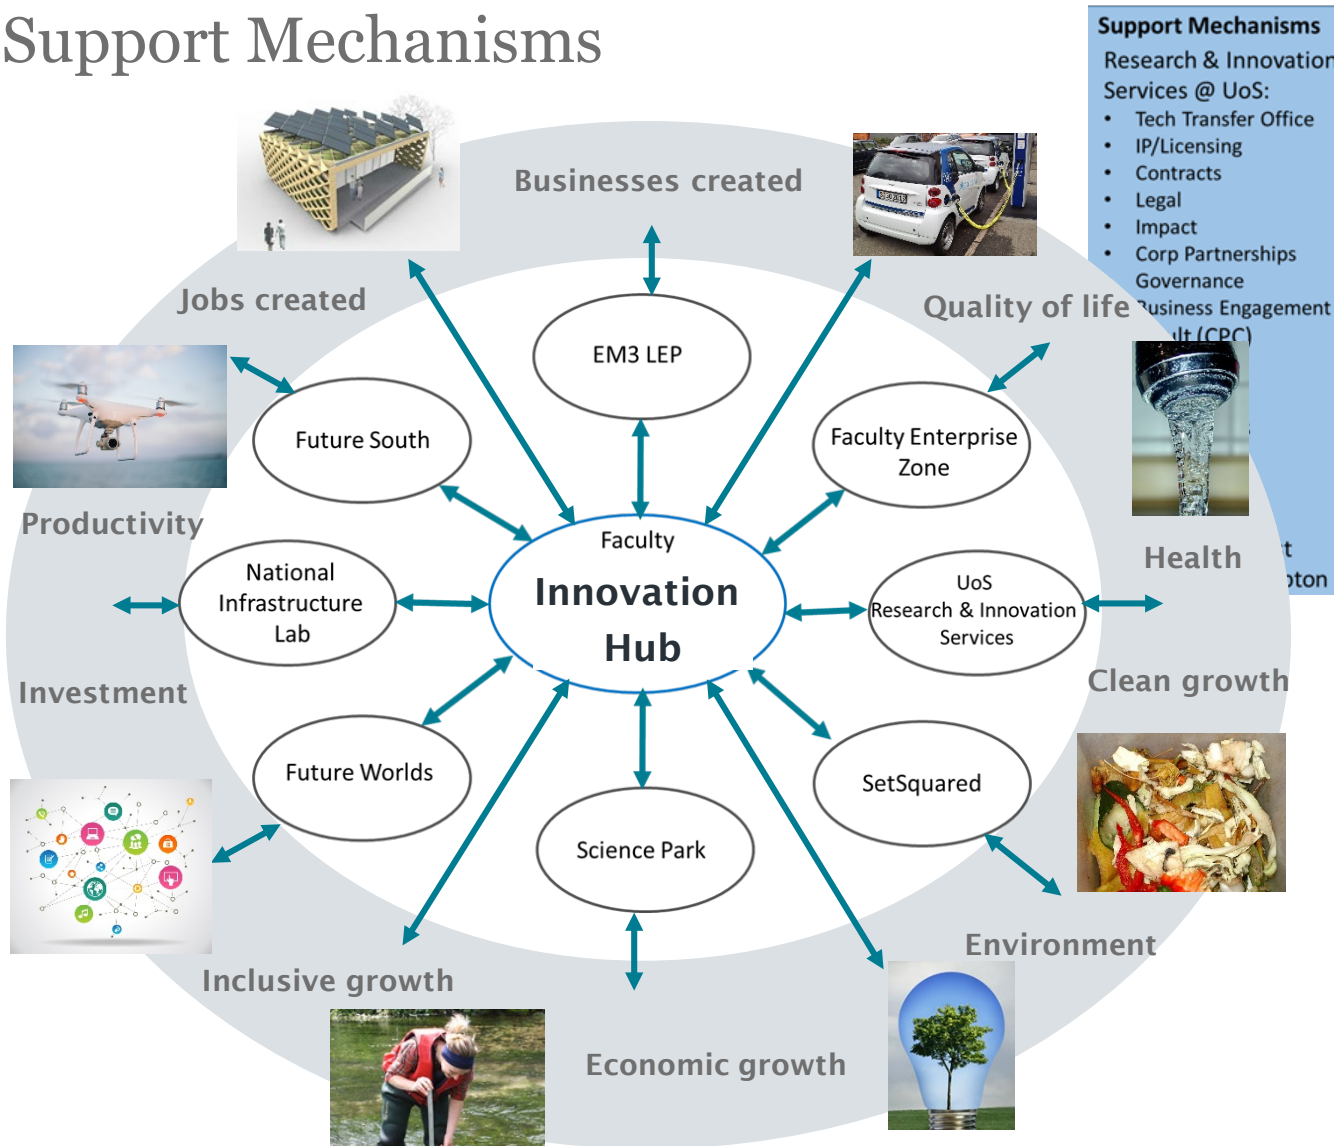 Support Mechanisms
Support Mechanisms
Research & Innovation
Services @ UoS:
• Tech Transfer Office
• IP/Licensing
• Contracts
• Legal
• Impact
• Corp Partnerships
Governance
Business Engagement
(CPC)
Businesses created
Jobs created
Quality of life
EM3 LEP
Future South
Faculty Enterprise
Zone
Productivity
Health
Faculty
Innovation
Hub
National
Infrastructure
Lab
UoS
Research & Innovation
Services
Investment
Clean growth
Future Worlds
SetSquared
Science Park
Environment
Inclusive growth
Economic growth